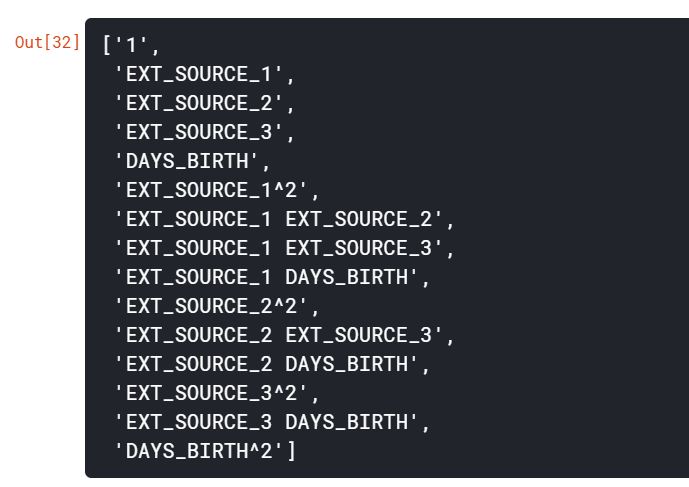 Out[32] ['1',
'EXT_SOURCE_1',
'EXT_SOURCE_2',
'EXT_SOURCE_3',
'DAYS_BIRTH',
'EXT_SOURCE_1^2',
'EXT_SOURCE_1 EXT_SOURCE_2',
'EXT_SOURCE_1 EXT_SOURCE_3',
'EXT_SOURCE_1 DAYS_BIRTH',
'EXT_SOURCE_2^2',
'EXT_SOURCE_2 EXT_SOURCE_3',
'EXT_SOURCE_2 DAYS_BIRTH',
'EXT_SOURCE_3^2',
'EXT_SOURCE_3 DAYS_BIRTH',
'DAYS_BIRTH^2']